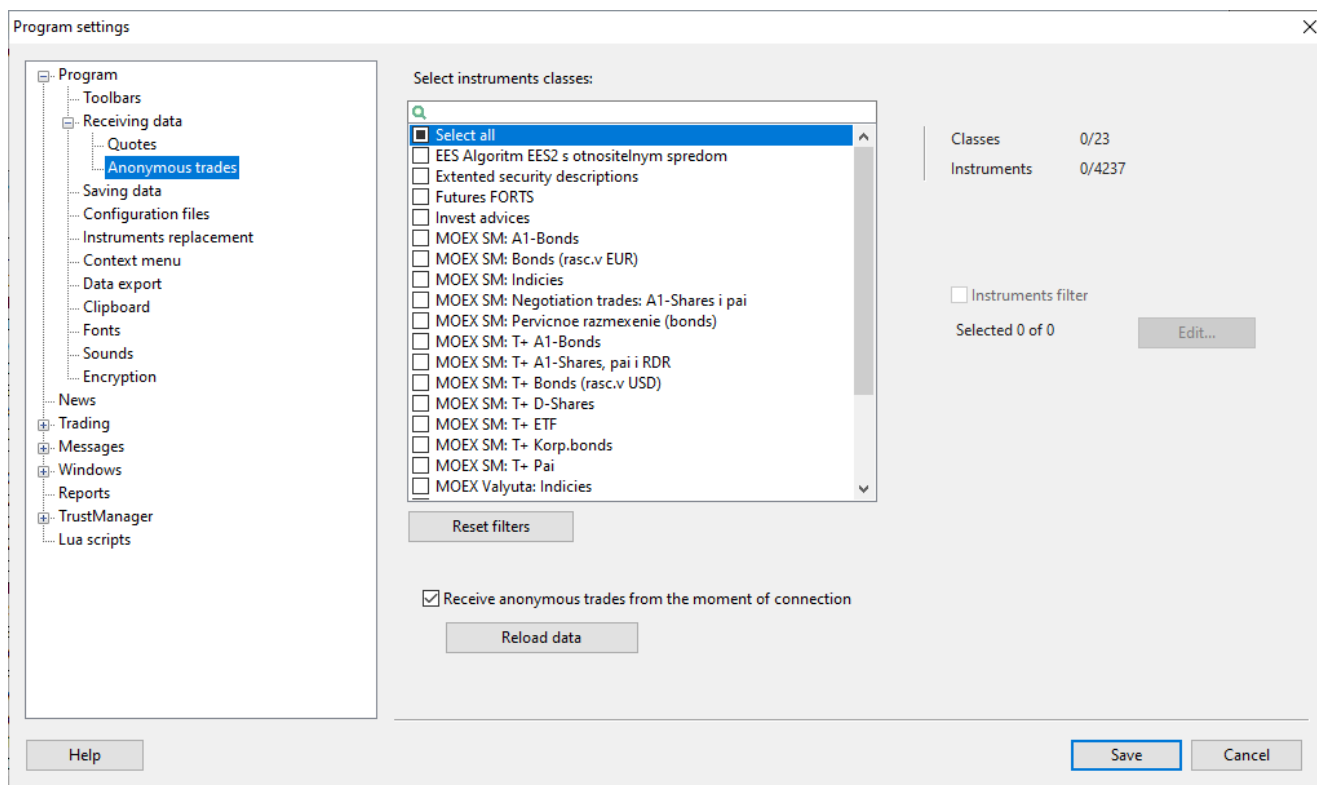 Program settings
Program
Toolbars
Receiving data
Quotes
Anonymous trades
Saving data
Configuration files
Instruments replacement
Context menu
Data export
Clipboard
Fonts
Sounds
Encryption
News
Trading
Messages
Windows
Reports
TrustManager
Lua scripts
Select instruments classes:
Select all
EES Algoritm EES2 s otnositelnym spredom
Extented security descriptions
Futures FORTS
Invest advices
MOEX SM: A1-Bonds
MOEX SM: Bonds (rasc.v EUR)
MOEX SM: Indicies
MOEX SM: Negotiation trades: A1-Shares i pai
MOEX SM: Pervicnoe razmexenie (bonds)
MOEX SM: T+ A1-Bonds
MOEX SM: T+ A1-Shares, pai i RDR
MOEX SM: T+ Bonds (rasc.v USD)
MOEX SM: T+ D-Shares
MOEX SM: T+ ETF
MOEX SM: T+ Korp.bonds
MOEX SM: T+ Pai
MOEX Valyuta: Indicies
Reset filters
Classes 0/23
Instruments 0/4237
Instruments filter
Selected 0 of 0 Edit...
Receive anonymous trades from the moment of connection
Reload data
Help Save Cancel